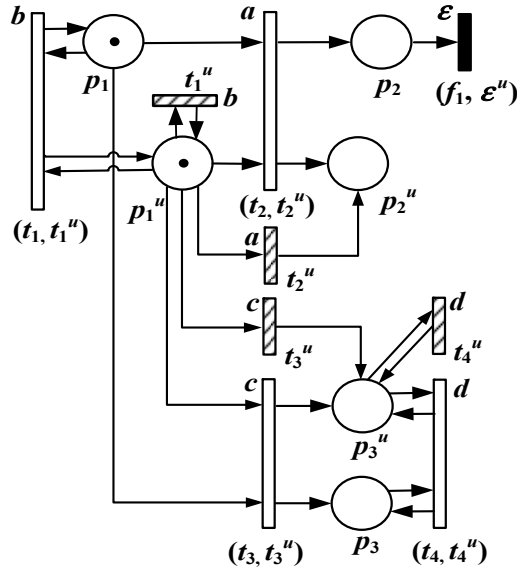 b a ε
p₁ p₂ (f₁, εᵘ)
t₁ᵘ b
p₁ᵘ (t₂, t₂ᵘ) p₂ᵘ
(t₁, t₁ᵘ)
a t₂ᵘ
c d
t₃ᵘ t₄ᵘ
c d
p₃ᵘ
p₃
(t₃, t₃ᵘ) (t₄, t₄ᵘ)